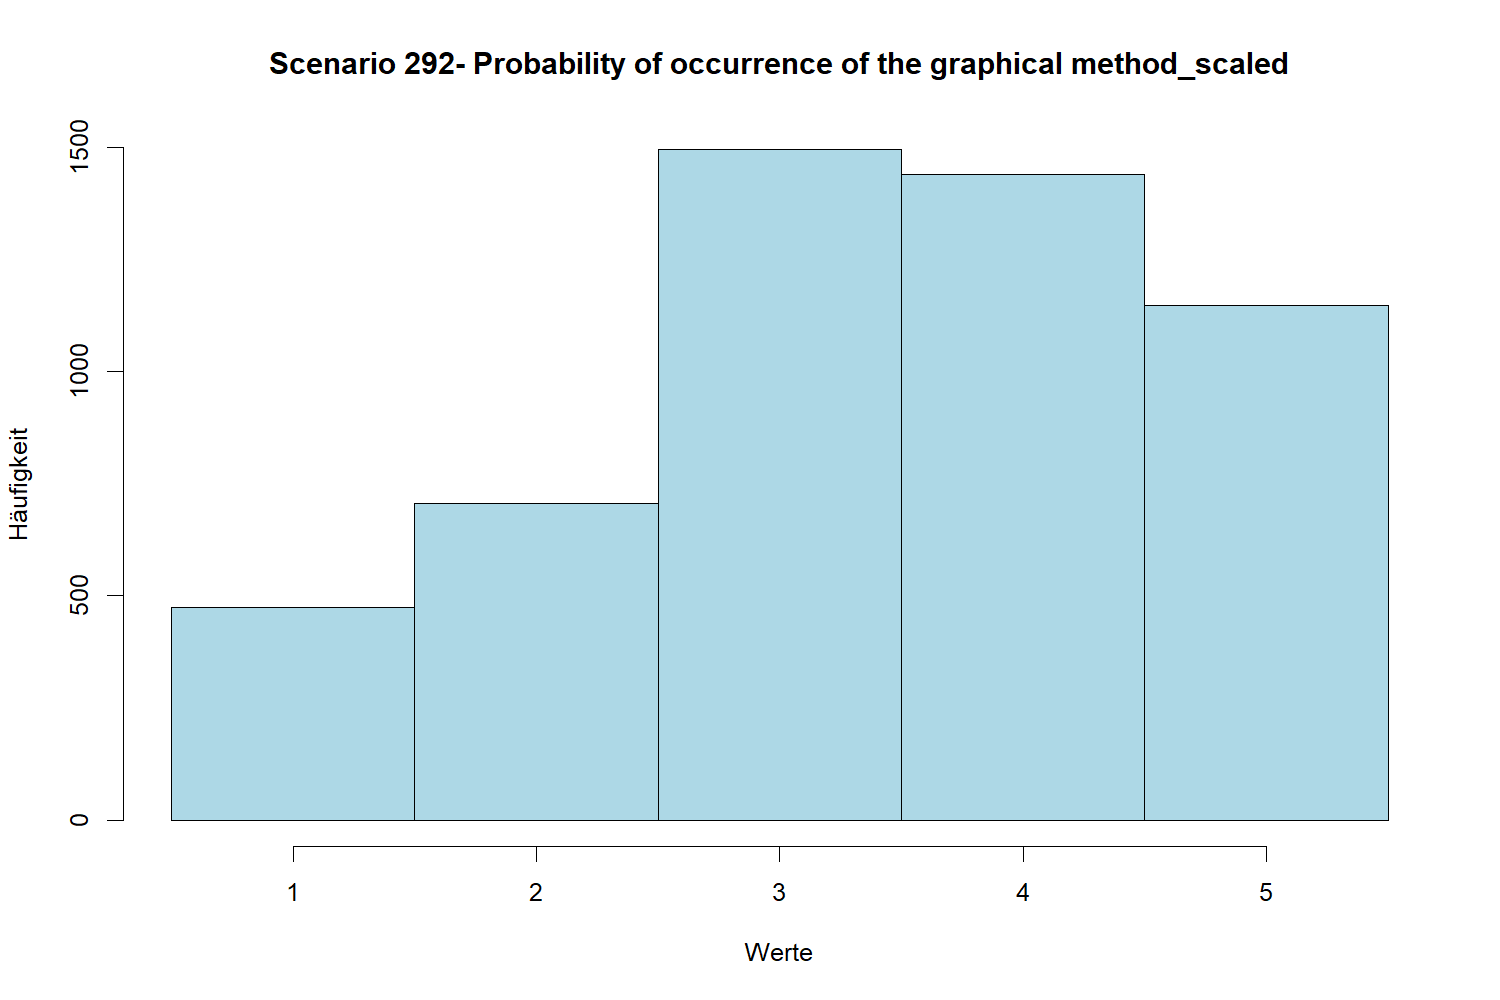 Scenario 292- Probability of occurrence of the graphical method_scaled
Häufigkeit
1500
1000
500
0
1 2 3 4 5
Werte